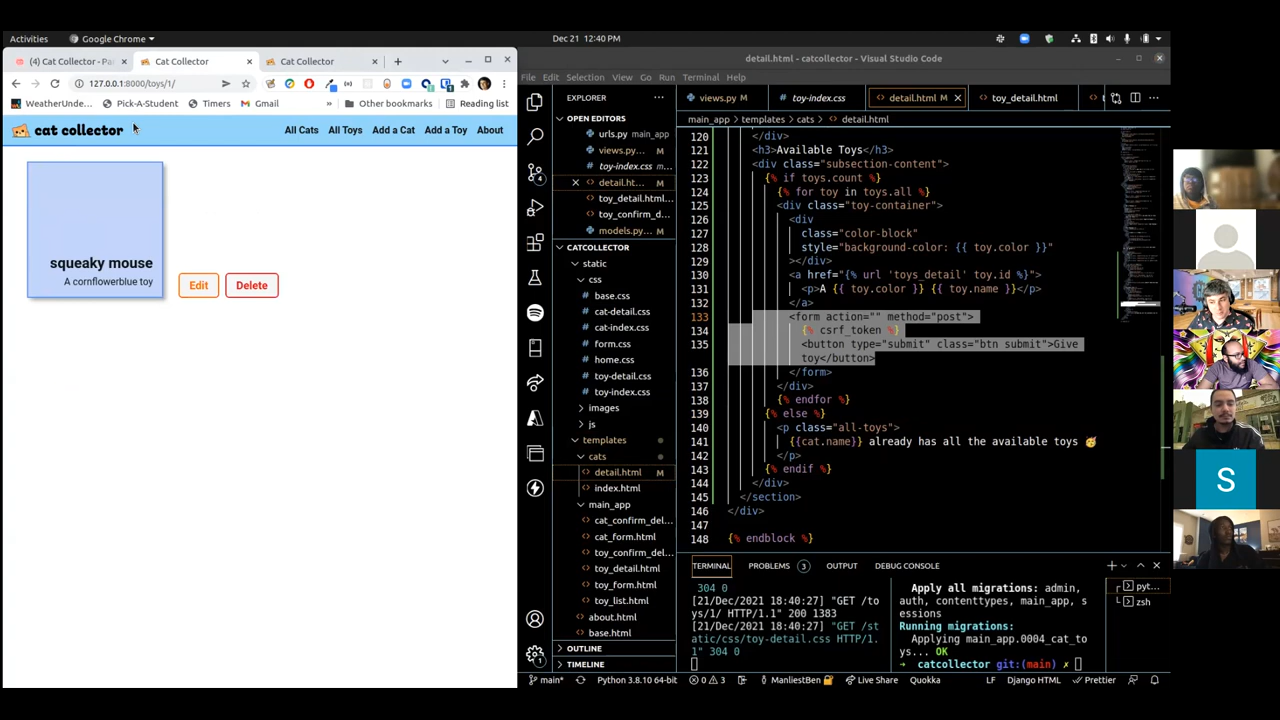 Activities
Google Chrome
Dec 21 12:40 PM
(4) Cat Collector - Pa
Cat Collector
Cat Collector
127.0.0.1:8000/toys/1/
WeatherUnde...
Pick-A-Student
Timers
Gmail
»
Other bookmarks
Reading list
cat collector
All Cats
All Toys
Add a Cat
Add a Toy
About
squeaky mouse
A cornflowerblue toy
Edit
Delete
detail.html - catcollector - Visual Studio Code
File Edit Selection View Go Run Terminal Help
EXPLORER
OPEN EDITORS
urls.py main_app
views.py... M
toy-index.css m...
detail.ht... M
toy_detail.html...
toy_confirm_d...
models.py... M
CATCOLLECTOR
static
css
base.css
cat-detail.css
cat-index.css
form.css
home.css
toy-detail.css
toy-index.css
images
js
templates
cats
detail.html M
index.html
main_app
cat_confirm_del...
cat_form.html
toy_confirm_del...
toy_detail.html
toy_form.html
toy_list.html
about.html
base.html
OUTLINE
TIMELINE
views.py M
toy-index.css
detail.html M
toy_detail.html
main_app > templates > cats > detail.html
120 </div>
121 <h3>Available Toys</h3>
122 <div class="subsection-content">
123 {% if toys.count %}
124 {% for toy in toys.all %}
125 <div class="toy-container">
126 <div
127 class="color-block"
128 style="background-color: {{ toy.color }}"
129 ></div>
130 <a href="{% url 'toys_detail' toy.id %}">
131 <p>A {{ toy.color }} {{ toy.name }}</p>
132 </a>
133 <form action="" method="post">
134 {% csrf_token %}
135 <button type="submit" class="btn submit">Give
toy</button>
136 </form>
137 </div>
138 {% endfor %}
139 {% else %}
140 <p class="all-toys">
141 {{cat.name}} already has all the available toys 🥳
142 </p>
143 {% endif %}
144 </div>
145 </section>
146 </div>
147
148 {% endblock %}
TERMINAL
PROBLEMS 3
OUTPUT
DEBUG CONSOLE
304 0
[21/Dec/2021 18:40:27] "GET /to
ys/1/ HTTP/1.1" 200 1383
[21/Dec/2021 18:40:27] "GET /st
atic/css/toy-detail.css HTTP/1.
1" 304 0
Apply all migrations: admin,
auth, contenttypes, main_app, s
essions
Running migrations:
Applying main_app.0004_cat_to
ys... OK
→ catcollector git:(main) ✗
pyt...
zsh
main*
Python 3.8.10 64-bit
0 3
ManliestBen
Live Share
Quokka
LF
Django HTML
Prettier
S